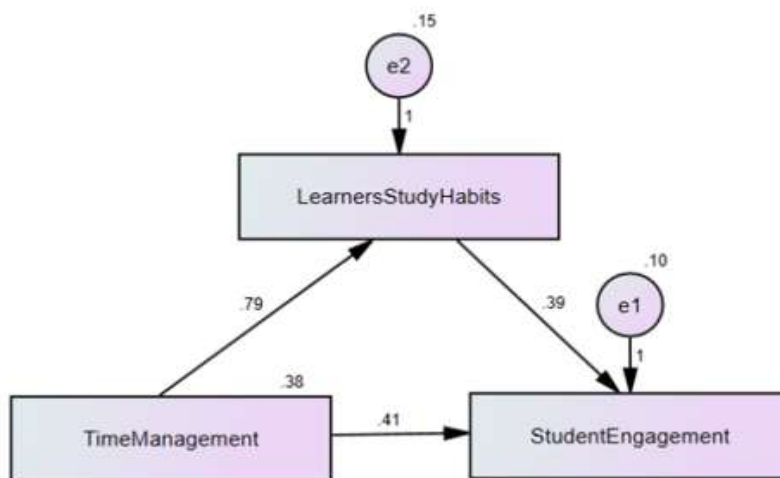 .15
e2
1
LearnersStudyHabits
.10
.79
.39
e1
1
.38
TimeManagement
.41
StudentEngagement